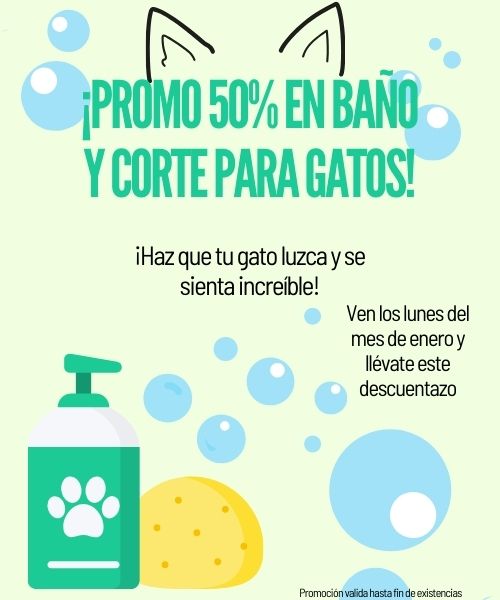 ¡PROMO 50% EN BAÑO
Y CORTE PARA GATOS!
¡Haz que tu gato luzca y se
sienta increíble!
Ven los lunes del
mes de enero y
llévate este
descuentazo
Promoción valida hasta fin de existencias